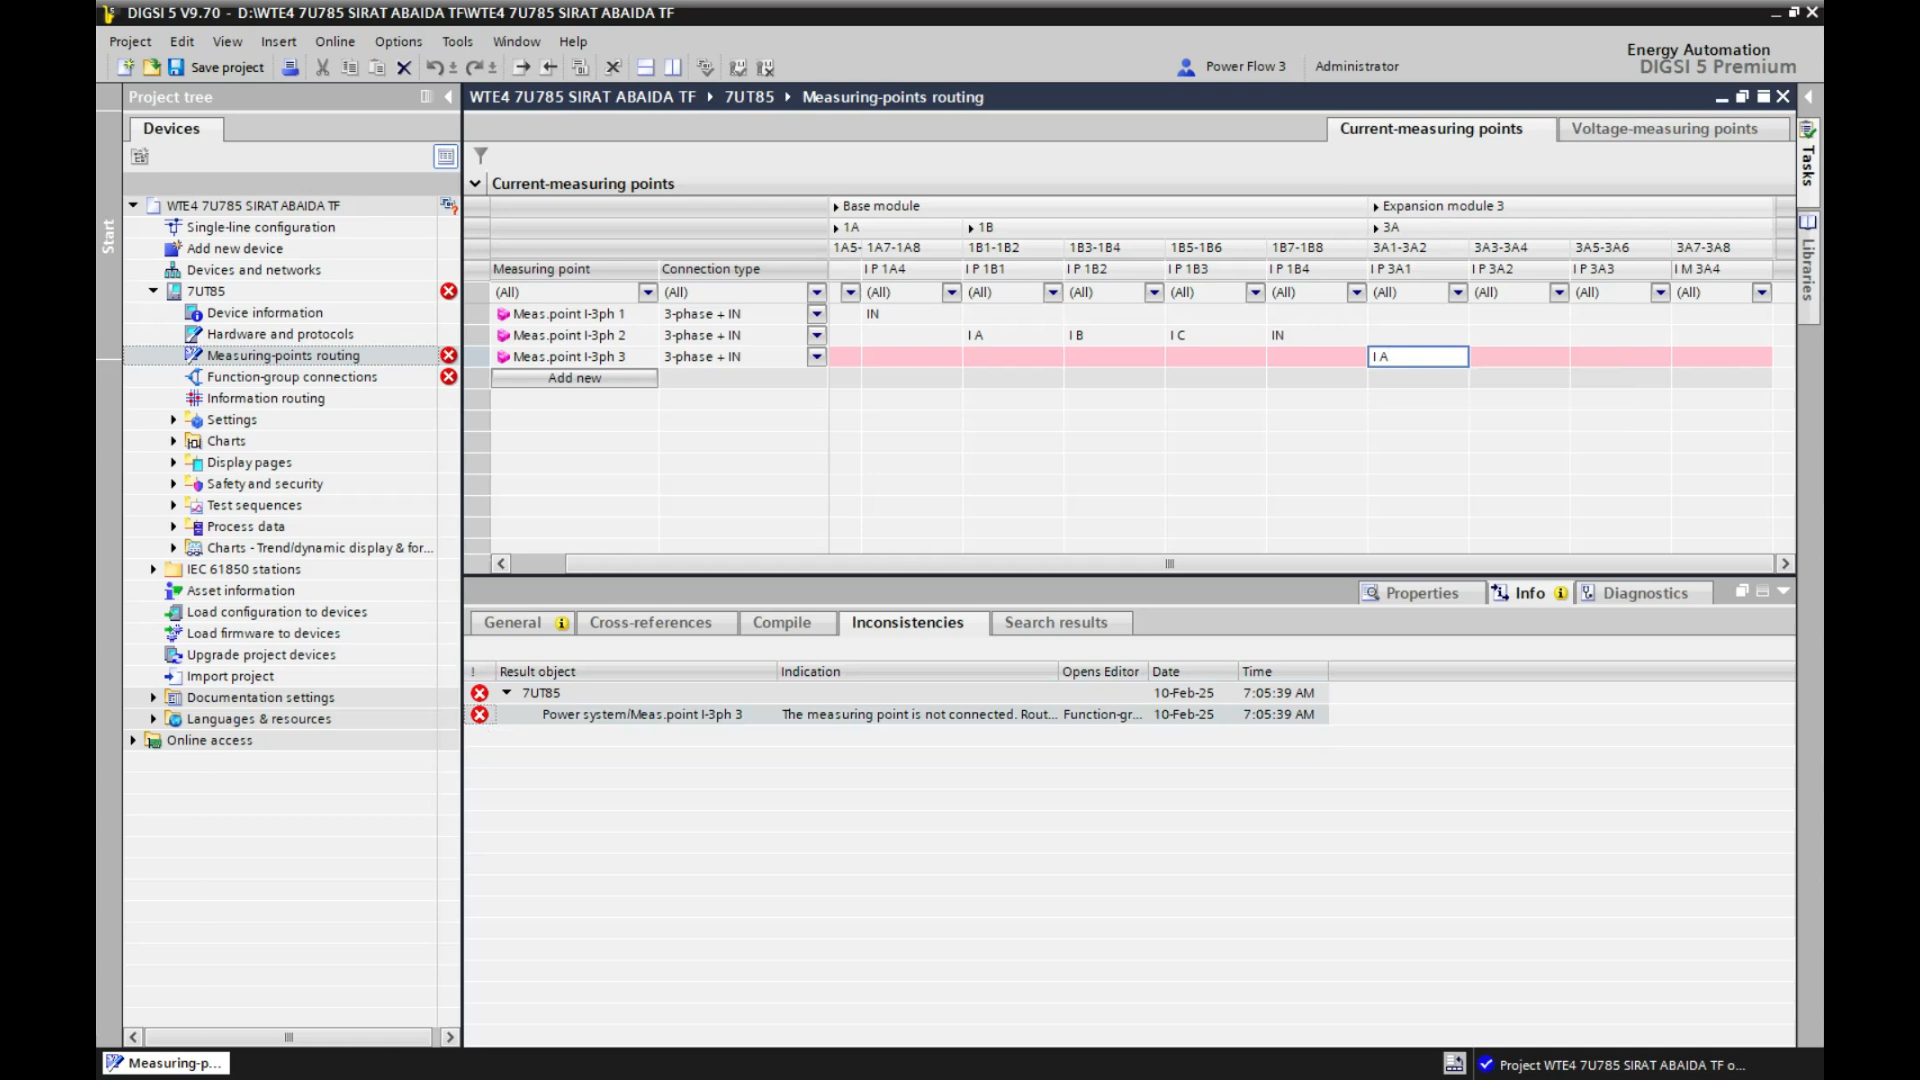 DIGSI 5 V9.70 - D:\WTE4 7U785 SIRAT ABAIDA TF\WTE4 7U785 SIRAT ABAIDA TF
Project Edit View Insert Online Options Tools Window Help
Save project
Power Flow 3
Administrator
Energy Automation
DIGSI 5 Premium
Project tree
Devices
Start
WTE4 7U785 SIRAT ABAIDA TF
Single-line configuration
Add new device
Devices and networks
7UT85
Device information
Hardware and protocols
Measuring-points routing
Function-group connections
Information routing
Settings
Charts
Display pages
Safety and security
Test sequences
Process data
Charts - Trend/dynamic display & for...
IEC 61850 stations
Asset information
Load configuration to devices
Load firmware to devices
Upgrade project devices
Import project
Documentation settings
Languages & resources
Online access
WTE4 7U785 SIRAT ABAIDA TF 7UT85 Measuring-points routing
Current-measuring points Voltage-measuring points
Current-measuring points
Base module Expansion module 3
1A 1B 3A
1A5- 1A7-1A8 1B1-1B2 1B3-1B4 1B5-1B6 1B7-1B8 3A1-3A2 3A3-3A4 3A5-3A6 3A7-3A8
Measuring point Connection type I P 1A4 I P 1B1 I P 1B2 I P 1B3 I P 1B4 I P 3A1 I P 3A2 I P 3A3 I M 3A4
(All) (All) (All) (All) (All) (All) (All) (All) (All) (All) (All)
Meas.point I-3ph 1 3-phase + IN IN
Meas.point I-3ph 2 3-phase + IN I A I B I C IN
Meas.point I-3ph 3 3-phase + IN I A
Add new
Properties Info Diagnostics
General Cross-references Compile Inconsistencies Search results
! Result object Indication Opens Editor Date Time
7UT85 10-Feb-25 7:05:39 AM
Power system/Meas.point I-3ph 3 The measuring point is not connected. Rout... Function-gr... 10-Feb-25 7:05:39 AM
Tasks
Libraries
Measuring-p...
Project WTE4 7U785 SIRAT ABAIDA TF o...